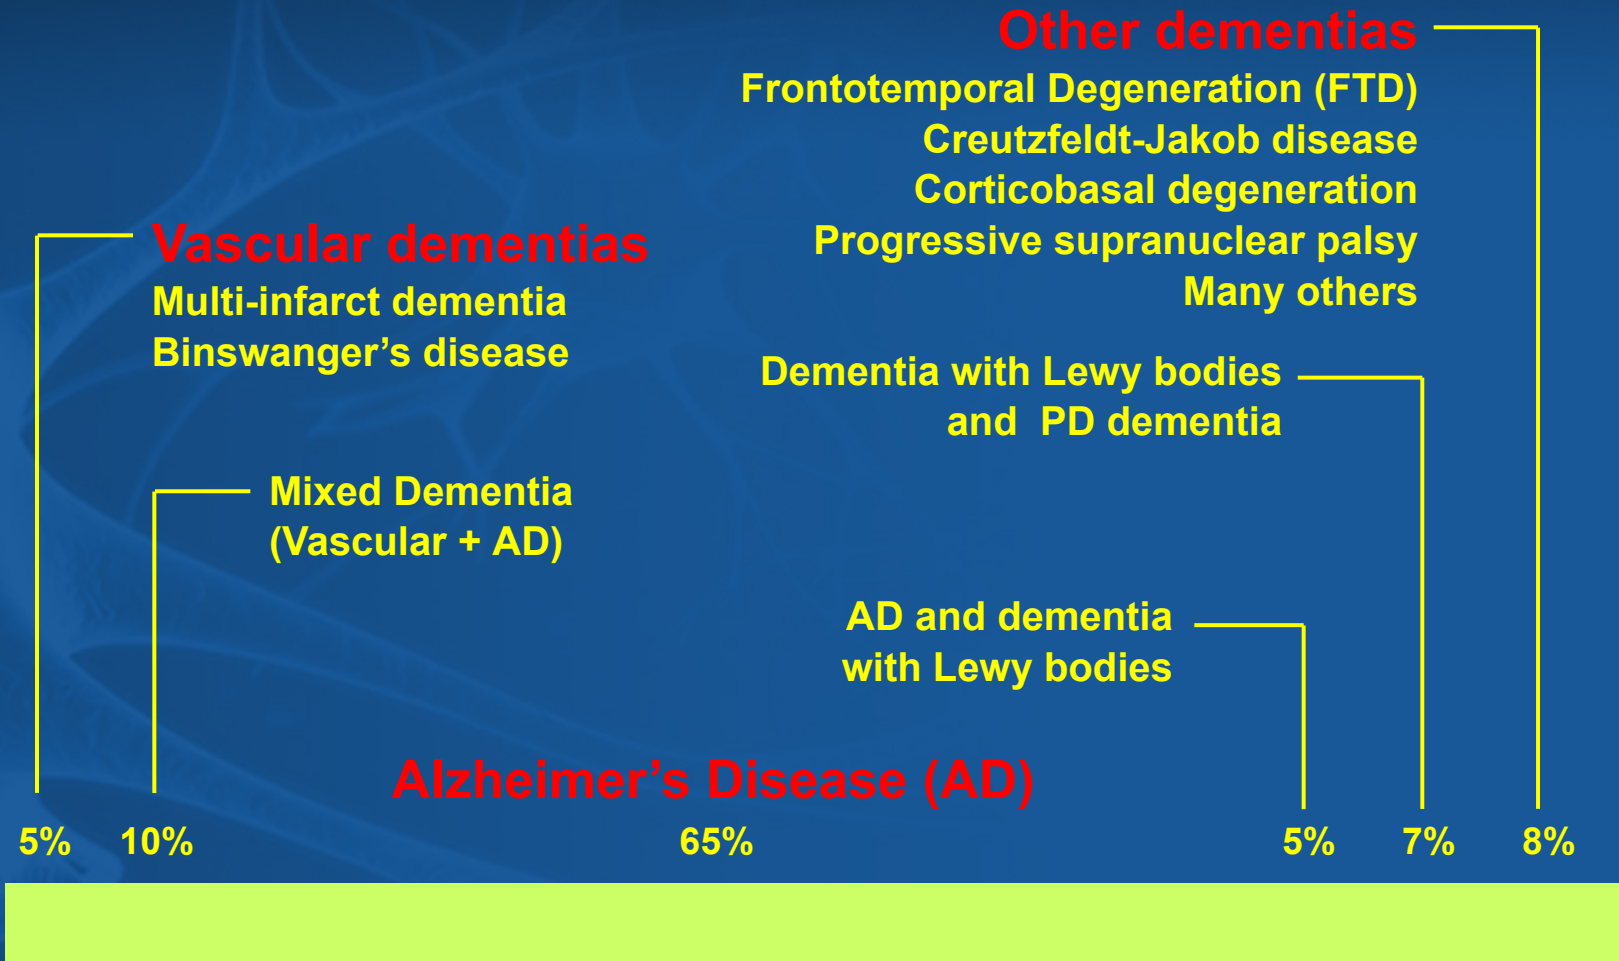 Other dementias
Frontotemporal Degeneration (FTD)
Creutzfeldt-Jakob disease
Corticobasal degeneration
Progressive supranuclear palsy
Many others
Vascular dementias
Multi-infarct dementia
Binswanger’s disease
Dementia with Lewy bodies
and PD dementia
Mixed Dementia
(Vascular + AD)
AD and dementia
with Lewy bodies
Alzheimer’s Disease (AD)
5% 10% 65% 5% 7% 8%